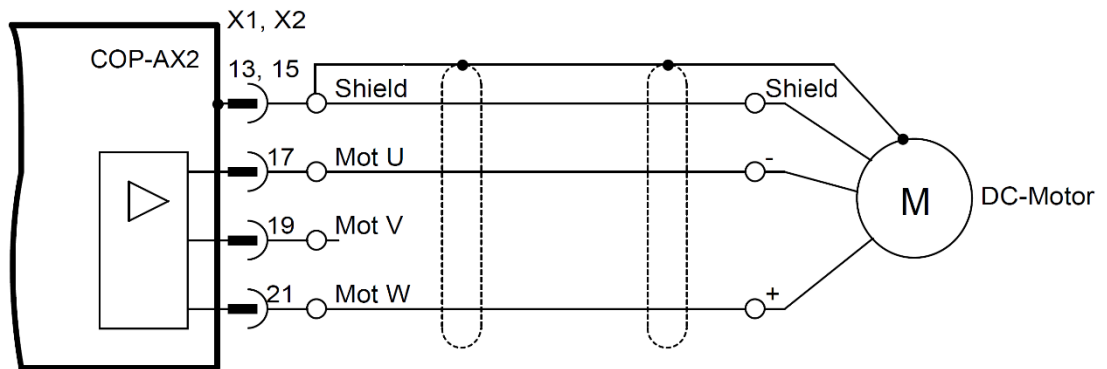 X1, X2
COP-AX2
13, 15
Shield
Shield
17
Mot U
-
19
Mot V
M
DC-Motor
21
Mot W
+